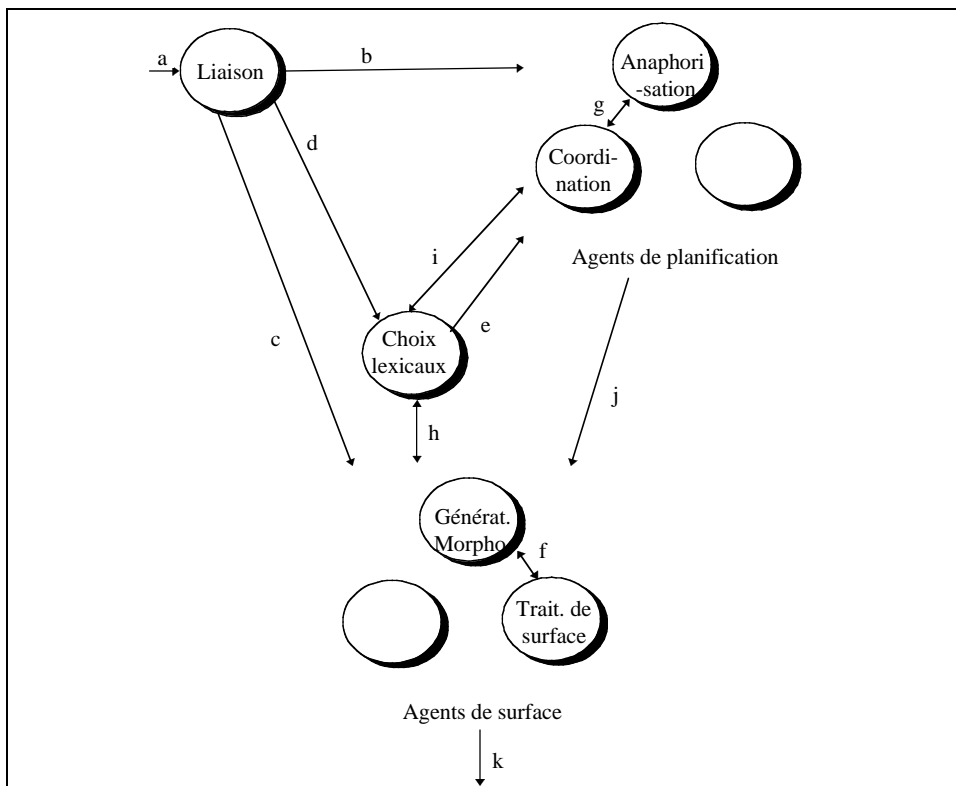 a
Liaison
b
Anaphori
-sation
g
d
Coordi-
nation
i
Agents de planification
e
c
Choix
lexicaux
j
h
Générat.
Morpho.
f
Trait. de
surface
Agents de surface
k